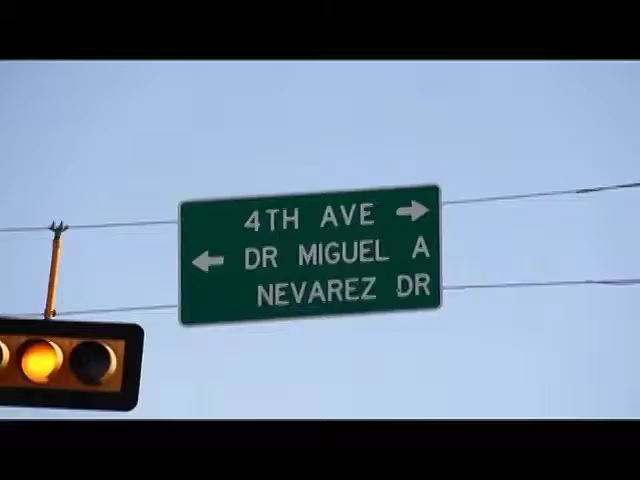 4TH AVE →
← DR MIGUEL A
NEVAREZ DR